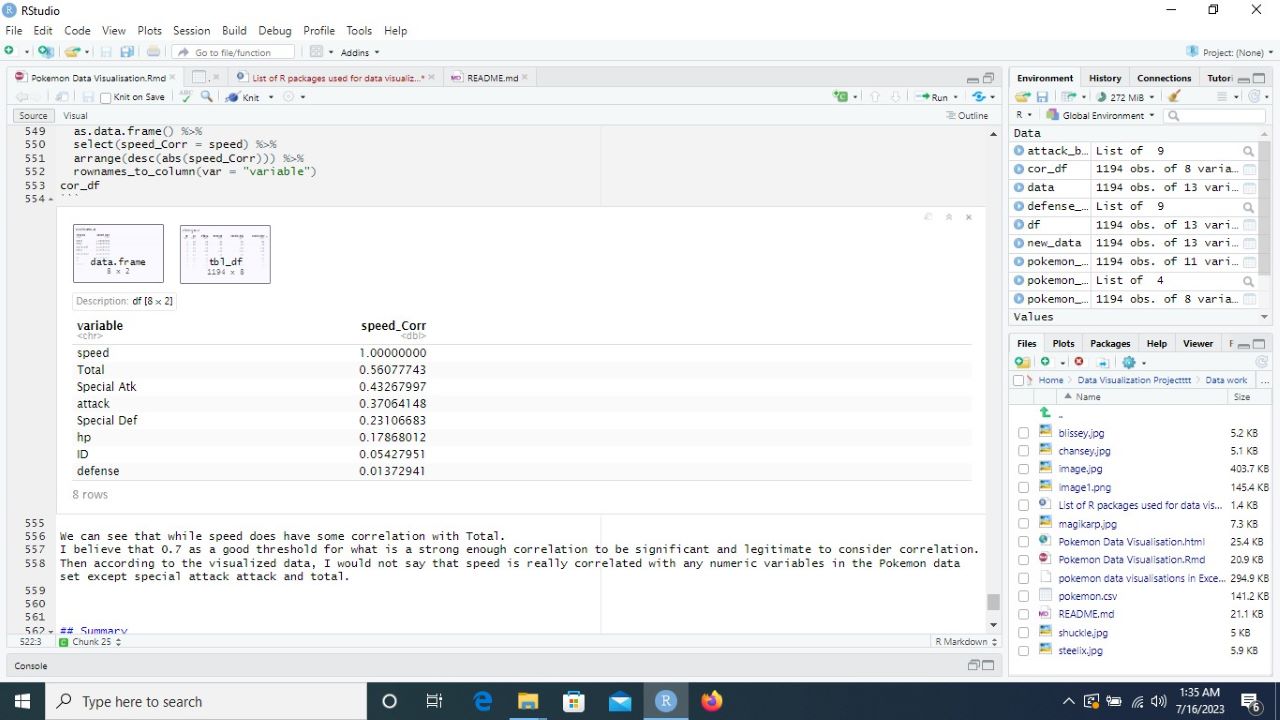 RStudio
File Edit Code View Plots Session Build Debug Profile Tools Help
Go to file/function Addins Project: (None)
Pokemon Data Visualisation.Rmd List of R packages used for data visualiz...* README.md
Knit on Save Knit Run
Source Visual Outline
549 as.data.frame() %>%
550 select(speed_Corr = speed) %>%
551 arrange(desc(abs(speed_Corr))) %>%
552 rownames_to_column(var = "variable")
553 cor_df
554 ```
data.frame
8 x 2
tbl_df
1194 x 8
Description: df [8 × 2]
variable speed_Corr
<chr> <dbl>
speed 1.00000000
Total 0.56077743
Special Atk 0.43267997
attack 0.37064148
Special Def 0.23106683
hp 0.17868012
ID 0.05427951
defense 0.01372941
8 rows
555
556 We can see that while speed does have some correlation with Total.
557 I believe that 0.7 as a good threshold for what is a strong enough correlation to be significant and legitimate to consider correlation.
558 Then according to the visualized data, I would not say that speed is really correlated with any numeric variables in the Pokemon data
set except special attack attack and total.
559
560
561
562 ## Summary
522:3 Chunk 25 R Markdown
Console
Environment History Connections Tutori
272 MiB
R Global Environment
Data
attack_b... List of 9
cor_df 1194 obs. of 8 varia...
data 1194 obs. of 13 vari...
defense_... List of 9
df 1194 obs. of 13 vari...
new_data 1194 obs. of 13 vari...
pokemon_... 1194 obs. of 11 vari...
pokemon_... List of 4
pokemon_... 1194 obs. of 8 varia...
Values
Files Plots Packages Help Viewer
Home Data Visualization Projectttt Data work ...
Name Size
..
blissey.jpg 5.2 KB
chansey.jpg 5.1 KB
image.jpg 403.7 KB
image1.png 145.4 KB
List of R packages used for data vis... 1.4 KB
magikarp.jpg 7.3 KB
Pokemon Data Visualisation.html 25.4 KB
Pokemon Data Visualisation.Rmd 20.9 KB
pokemon data visualisations in Exce... 294.9 KB
pokemon.csv 141.2 KB
README.md 21.1 KB
shuckle.jpg 5 KB
steelix.jpg 5.9 KB
Type here to search
1:35 AM
7/16/2023
6